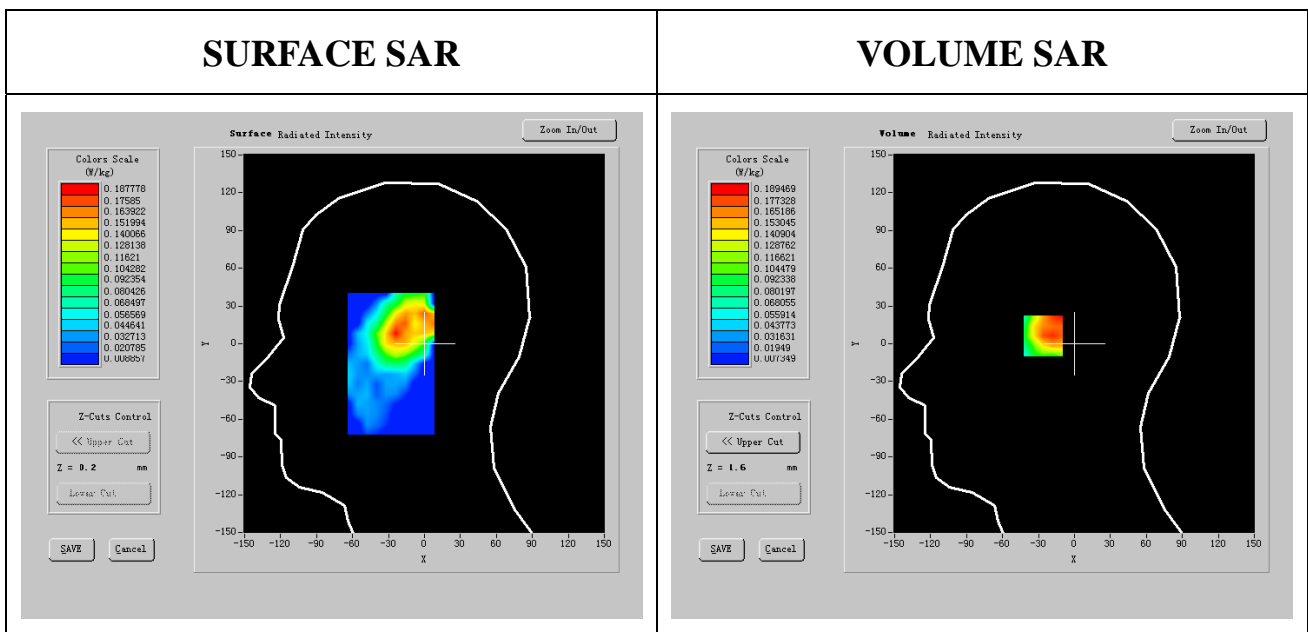 SURFACE SAR
VOLUME SAR
Surface Radiated Intensity
Zoom In/Out
Colors Scale
(W/kg)
0.187778
0.17585
0.163922
0.151994
0.140066
0.128138
0.11621
0.104282
0.092354
0.080426
0.068497
0.056569
0.044641
0.032713
0.020785
0.008857
Z-Cuts Control
<< Upper Cut
Z = 0.2 mm
Lower Cut
SAVE
Cancel
150
120
90
60
30
0
-30
-60
-90
-120
-150
Y
-150 -120 -90 -60 -30 0 30 60 90 120 150
X
Volume Radiated Intensity
Zoom In/Out
Colors Scale
(W/kg)
0.189469
0.177328
0.165186
0.153045
0.140904
0.128762
0.116621
0.104479
0.092338
0.080197
0.068055
0.055914
0.043773
0.031631
0.01949
0.007349
Z-Cuts Control
<< Upper Cut
Z = 1.6 mm
Lower Cut
SAVE
Cancel
150
120
90
60
30
0
-30
-60
-90
-120
-150
Y
-150 -120 -90 -60 -30 0 30 60 90 120 150
X